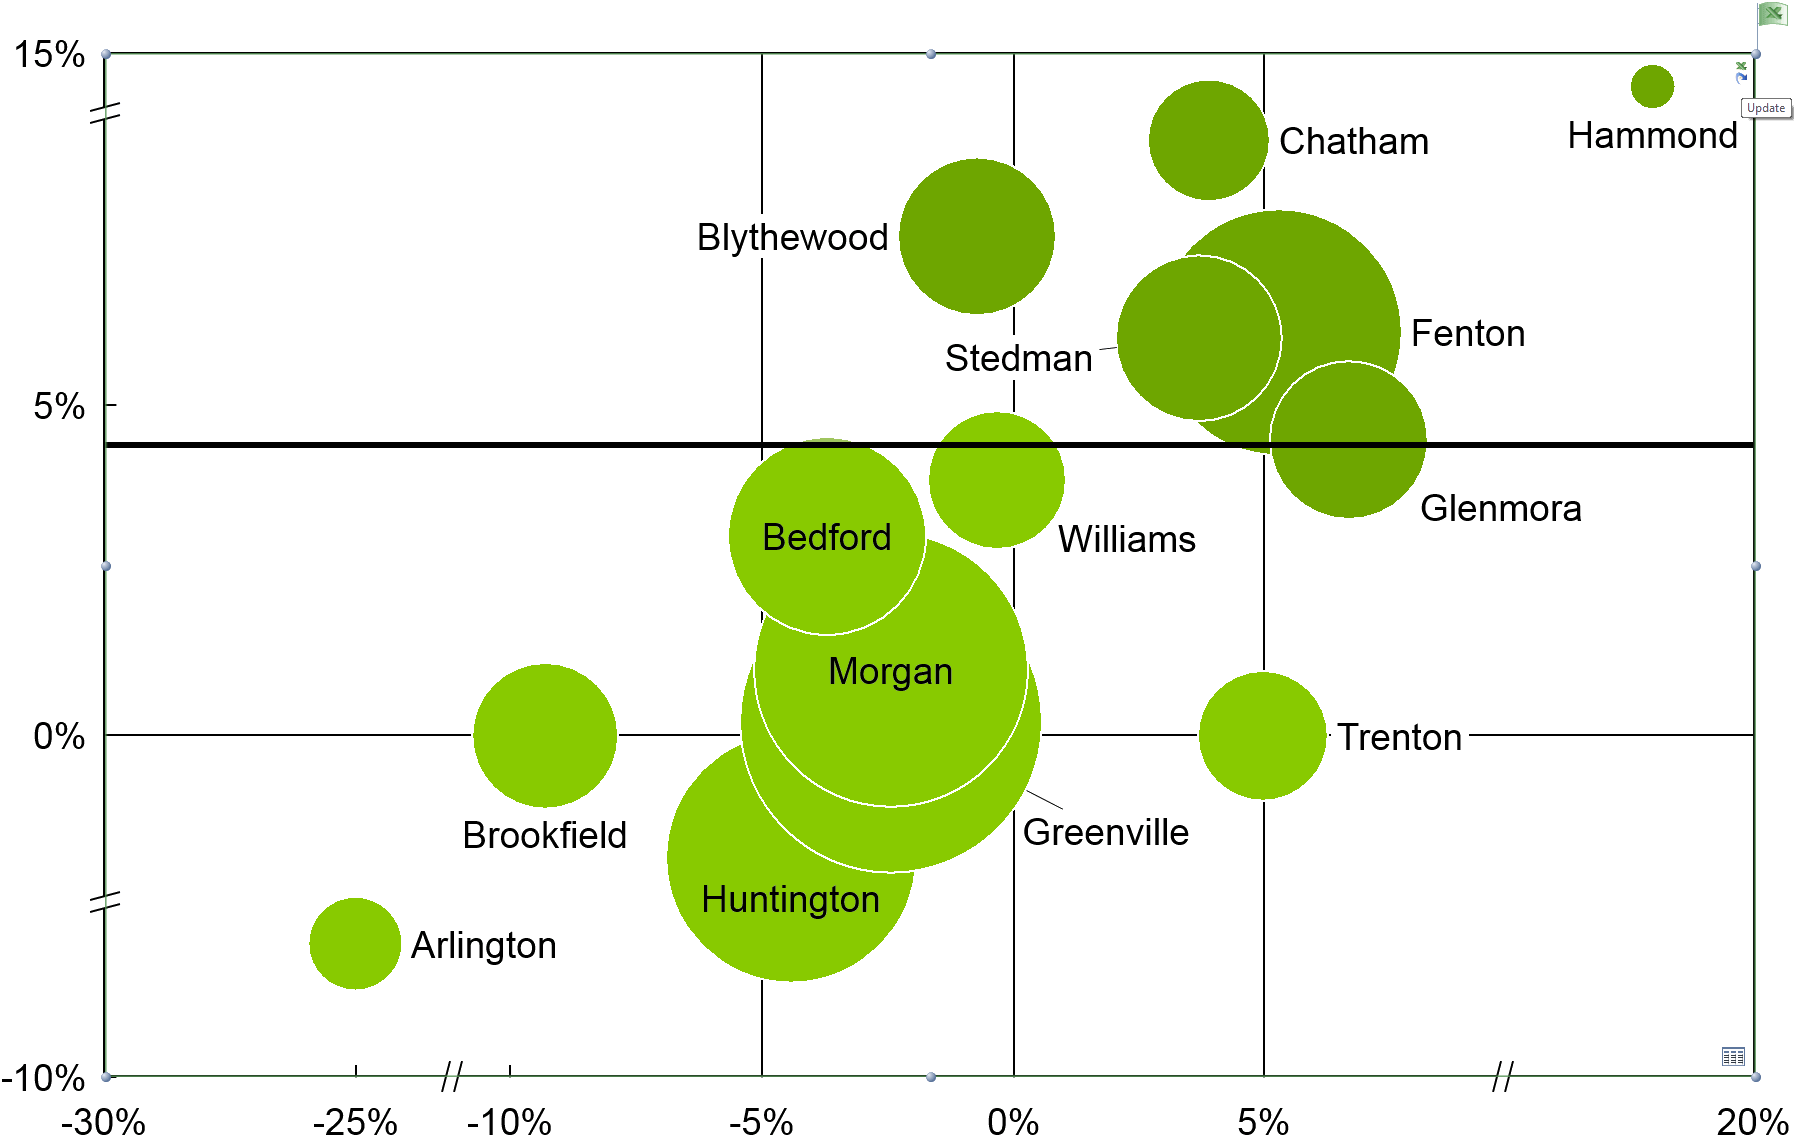 15%
Update
Chatham
Hammond
Blythewood
Fenton
Stedman
5%
Glenmora
Bedford
Williams
Morgan
0%
Trenton
Brookfield
Greenville
Huntington
Arlington
-10%
-30%
-25%
-10%
-5%
0%
5%
20%